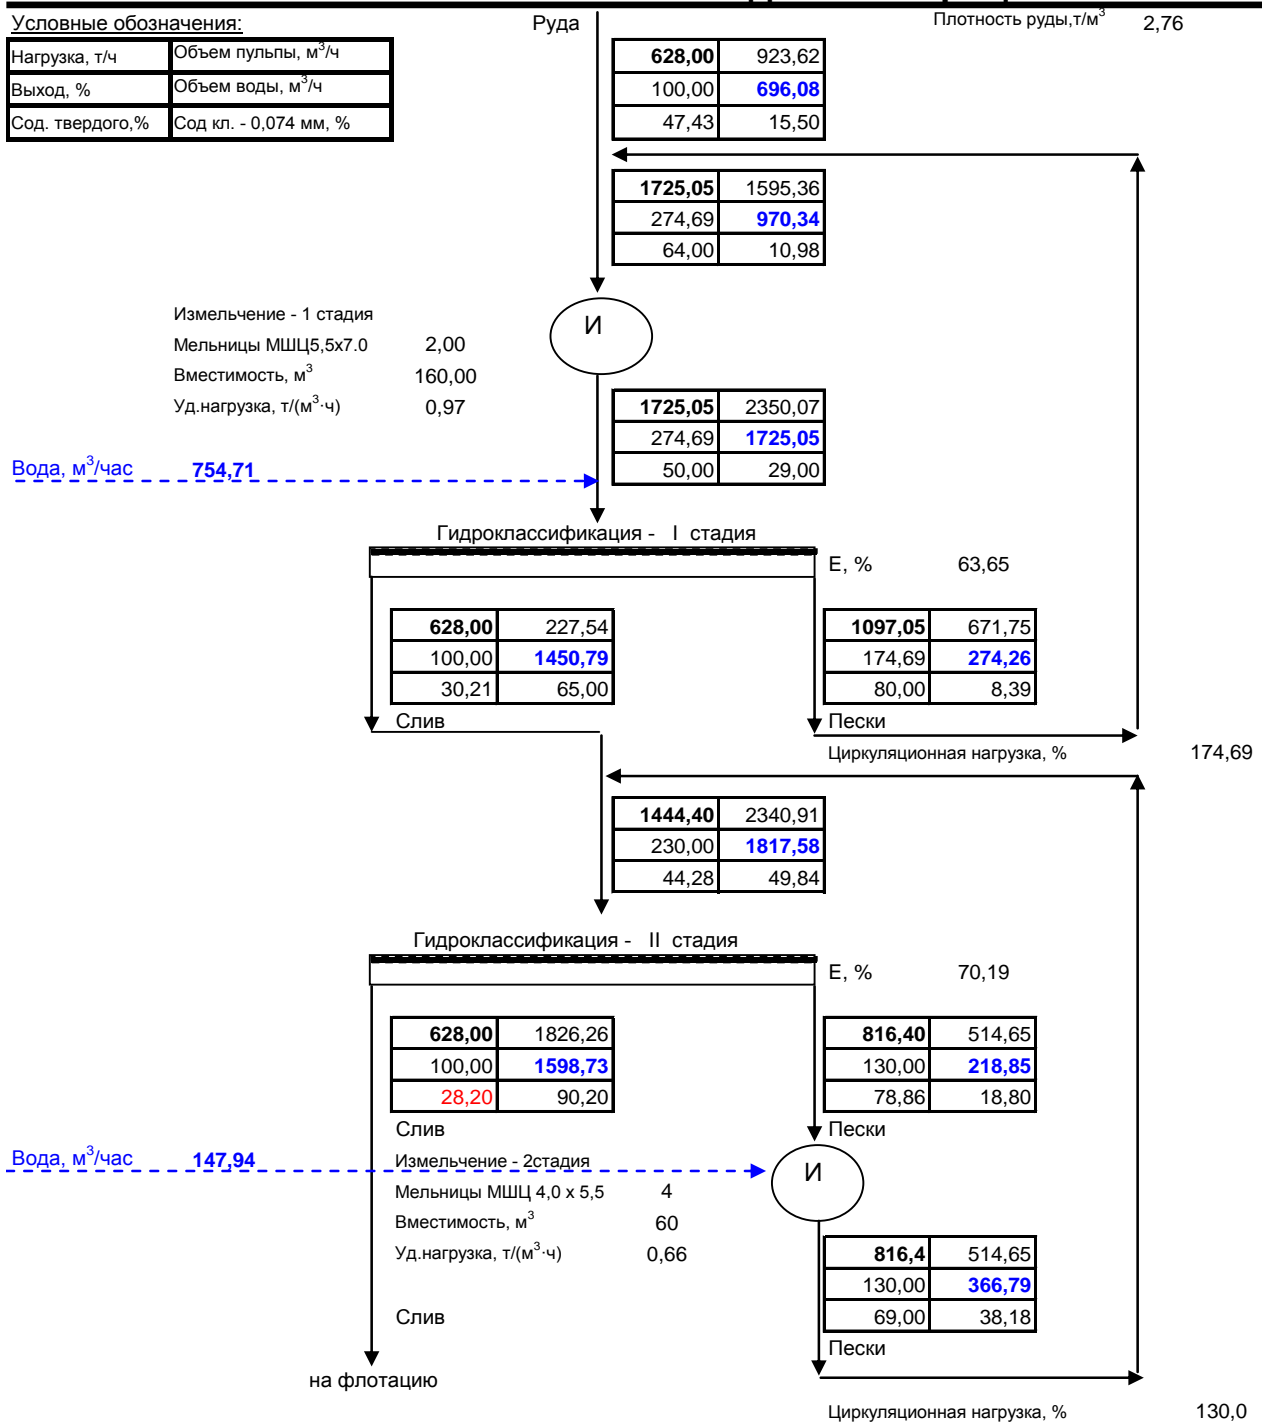 Условные обозначения:
Руда
Плотность руды,т/м³ 2,76
Нагрузка, т/ч Объем пульпы, м³/ч
Выход, % Объем воды, м³/ч
Сод. твердого,% Сод кл. - 0,074 мм, %
628,00 923,62
100,00 696,08
47,43 15,50
1725,05 1595,36
274,69 970,34
64,00 10,98
Измельчение - 1 стадия
Мельницы МШЦ5,5х7.0 2,00
Вместимость, м³ 160,00
Уд.нагрузка, т/(м³·ч) 0,97
И
1725,05 2350,07
274,69 1725,05
50,00 29,00
Вода, м³/час 754,71
Гидроклассификация - I стадия
Е, % 63,65
628,00 227,54
100,00 1450,79
30,21 65,00
Слив
1097,05 671,75
174,69 274,26
80,00 8,39
Пески
Циркуляционная нагрузка, % 174,69
1444,40 2340,91
230,00 1817,58
44,28 49,84
Гидроклассификация - II стадия
Е, % 70,19
628,00 1826,26
100,00 1598,73
28,20 90,20
Слив
816,40 514,65
130,00 218,85
78,86 18,80
Пески
Вода, м³/час 147,94
Измельчение - 2стадия
Мельницы МШЦ 4,0 х 5,5 4
Вместимость, м³ 60
Уд.нагрузка, т/(м³·ч) 0,66
И
816,4 514,65
130,00 366,79
69,00 38,18
Слив
Пески
на флотацию
Циркуляционная нагрузка, % 130,0